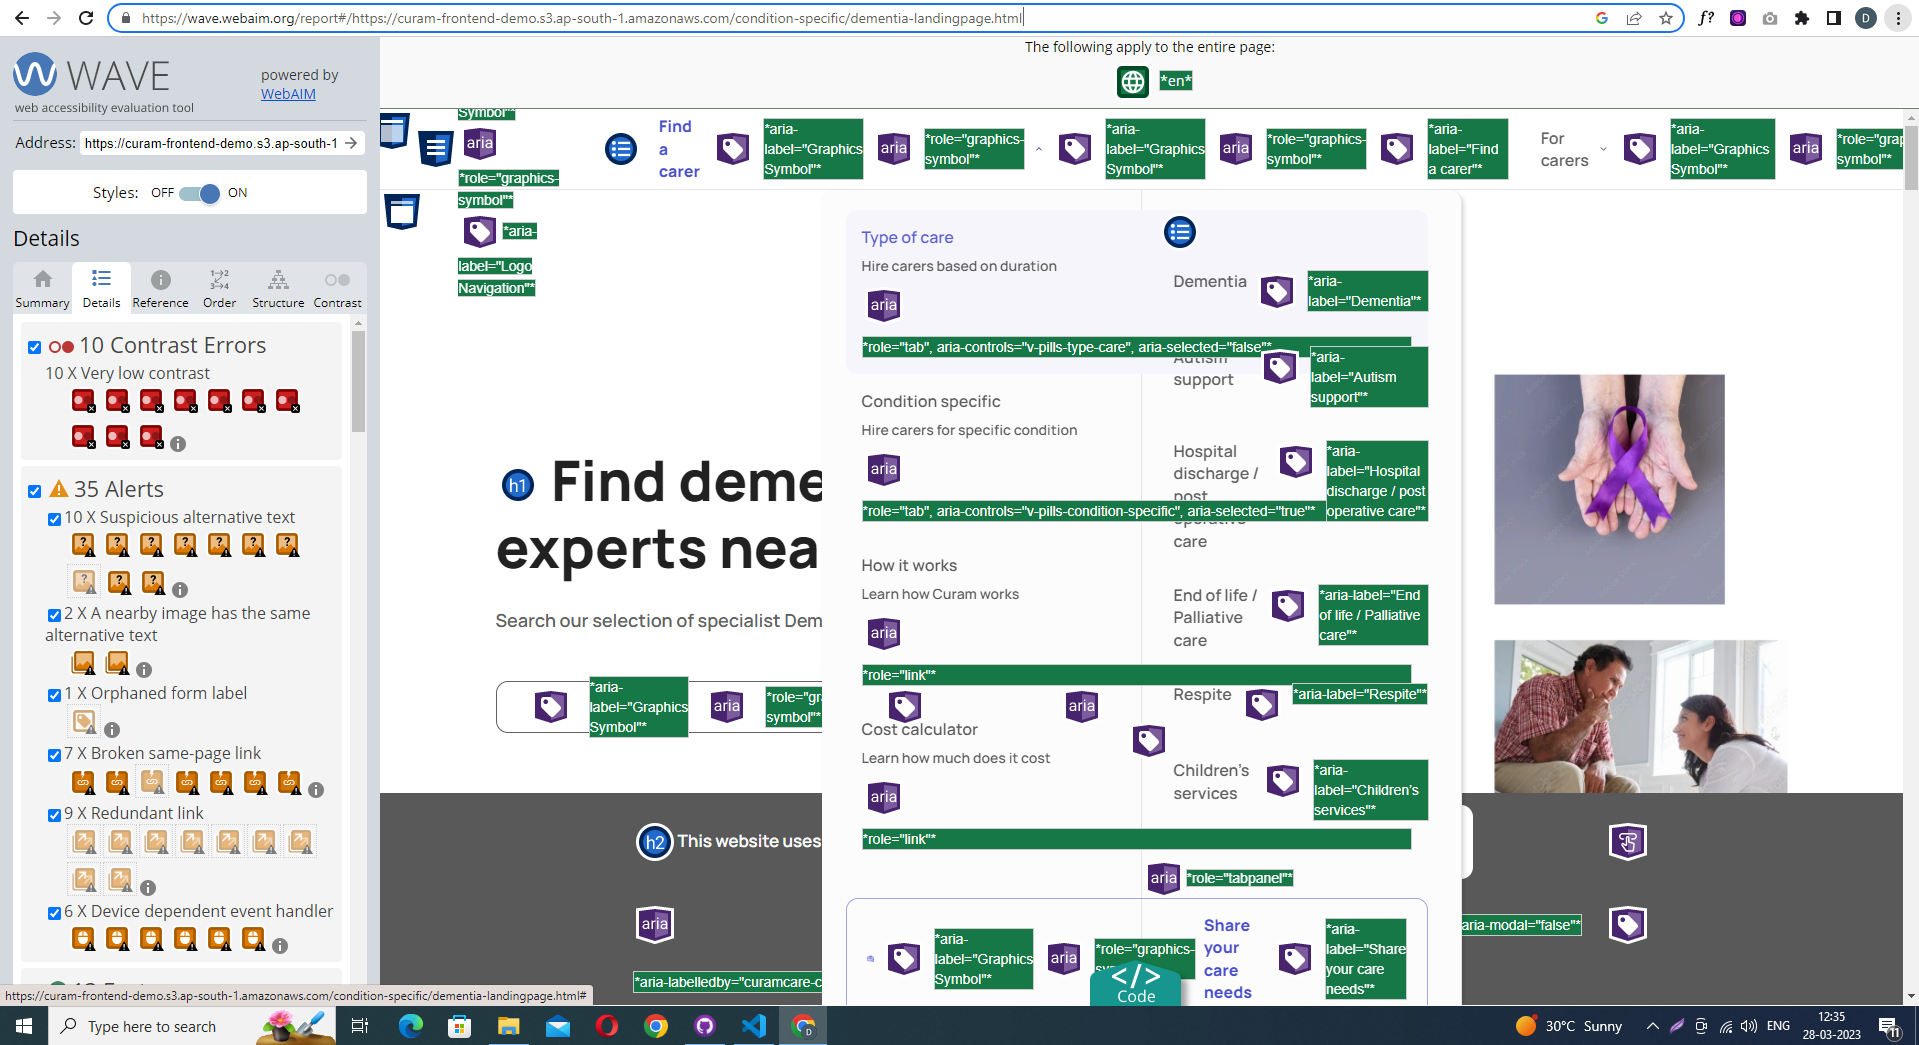 https://wave.webaim.org/report#/https://curam-frontend-demo.s3.ap-south-1.amazonaws.com/condition-specific/dementia-landingpage.html
f?
D
WAVE
web accessibility evaluation tool
powered by
WebAIM
Address:
https://curam-frontend-demo.s3.ap-south-1
Styles:
OFF
ON
Details
Summary
Details
Reference
Order
Structure
Contrast
10 Contrast Errors
10 X Very low contrast
35 Alerts
10 X Suspicious alternative text
2 X A nearby image has the same
alternative text
1 X Orphaned form label
7 X Broken same-page link
9 X Redundant link
6 X Device dependent event handler
https://curam-frontend-demo.s3.ap-south-1.amazonaws.com/condition-specific/dementia-landingpage.html#
The following apply to the entire page:
*en*
Symbol"*
aria
*role="graphics-
symbol"*
*aria-
label="Logo
Navigation"*
Find
a
carer
*aria-
label="Graphics
Symbol"*
aria
*role="graphics-
symbol"*
*aria-
label="Graphics
Symbol"*
aria
*role="graphics-
symbol"*
*aria-
label="Find
a carer"*
For
carers
*aria-
label="Graphics
Symbol"*
aria
*role="grap
symbol"*
Type of care
Hire carers based on duration
aria
*role="tab", aria-controls="v-pills-type-care", aria-selected="false"*
Condition specific
Hire carers for specific condition
aria
*role="tab", aria-controls="v-pills-condition-specific", aria-selected="true"*
How it works
Learn how Curam works
aria
*role="link"*
aria
Cost calculator
Learn how much does it cost
aria
*role="link"*
Dementia
*aria-
label="Dementia"*
Autism
support
*aria-
label="Autism
support"*
Hospital
discharge /
post
operative
care
*aria-
label="Hospital
discharge / post
operative care"*
End of life /
Palliative
care
*aria-label="End
of life / Palliative
care"*
Respite
*aria-label="Respite"*
Children's
services
*aria-
label="Children's
services"*
aria
*role="tabpanel"*
h1
Find deme
experts nea
Search our selection of specialist Dem
*aria-
label="Graphics
Symbol"*
aria
*role="gra
symbol"*
h2
This website uses
aria
*aria-labelledby="curamcare-c
*aria-
label="Graphics
Symbol"*
aria
*role="graphics-
Share
your
care
needs
*aria-
label="Share
your care
needs"*
aria-modal="false"*
</>
Code
Type here to search
30°C Sunny
ENG
12:35
28-03-2023
11